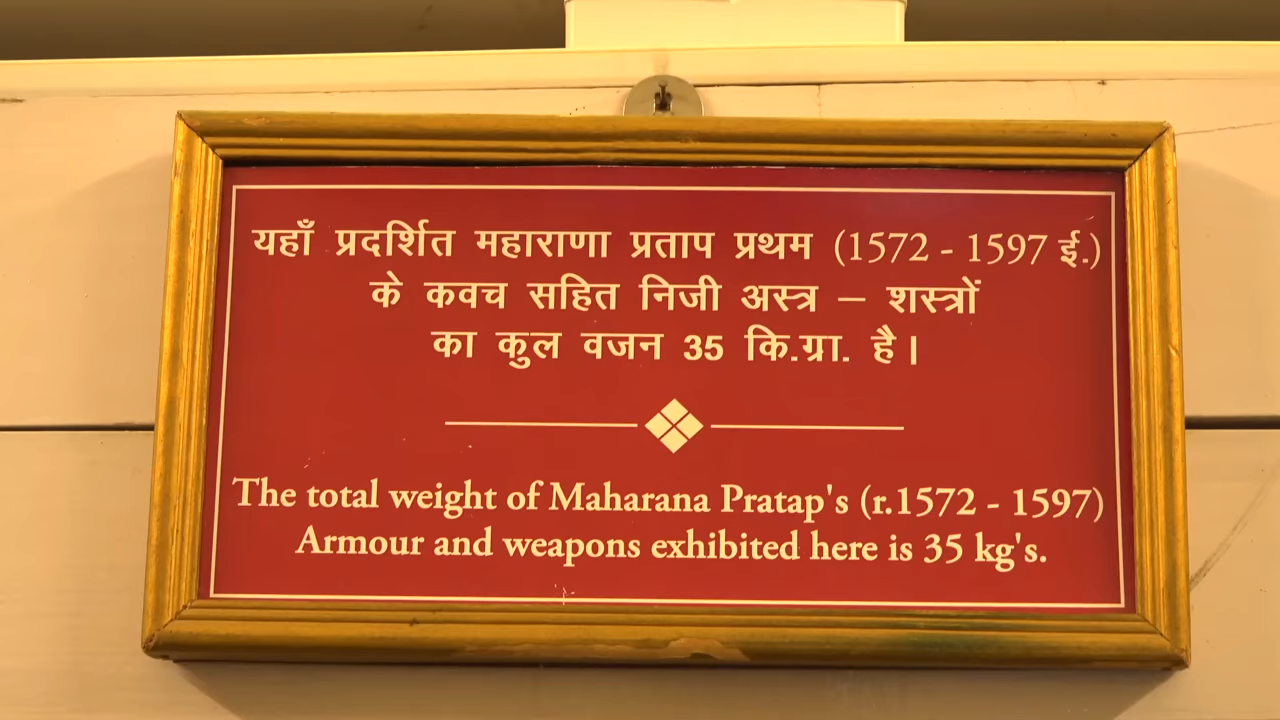 यहाँ प्रदर्शित महाराणा प्रताप प्रथम (1572 - 1597 ई.)
के कवच सहित निजी अस्त्र – शस्त्रों
का कुल वजन 35 कि.ग्रा. है।
The total weight of Maharana Pratap's (r.1572 - 1597)
Armour and weapons exhibited here is 35 kg's.